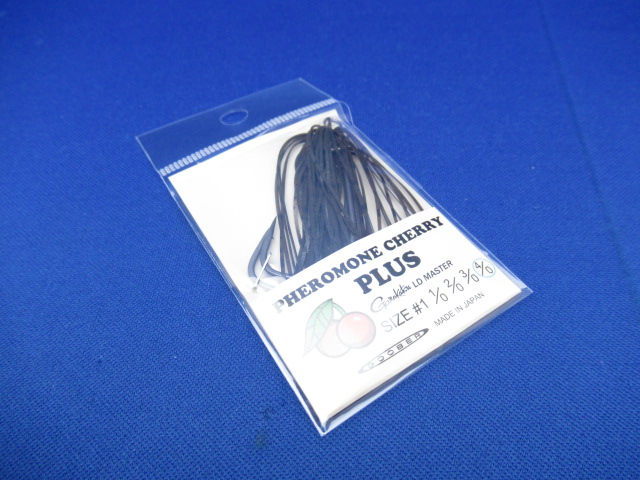 PHEROMONE CHERRY
PLUS
Gamakatsu LD MASTER
SIZE #1 1/0 2/0 3/0 4/0
MADE IN JAPAN